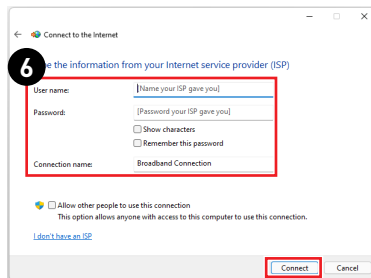 Connect to the Internet
6
e the information from your Internet service provider (ISP)
User name:
[Name your ISP gave you]
Password:
[Password your ISP gave you]
Show characters
Remember this password
Connection name:
Broadband Connection
Allow other people to use this connection
This option allows anyone with access to this computer to use this connection.
I don't have an ISP
Connect
Cancel